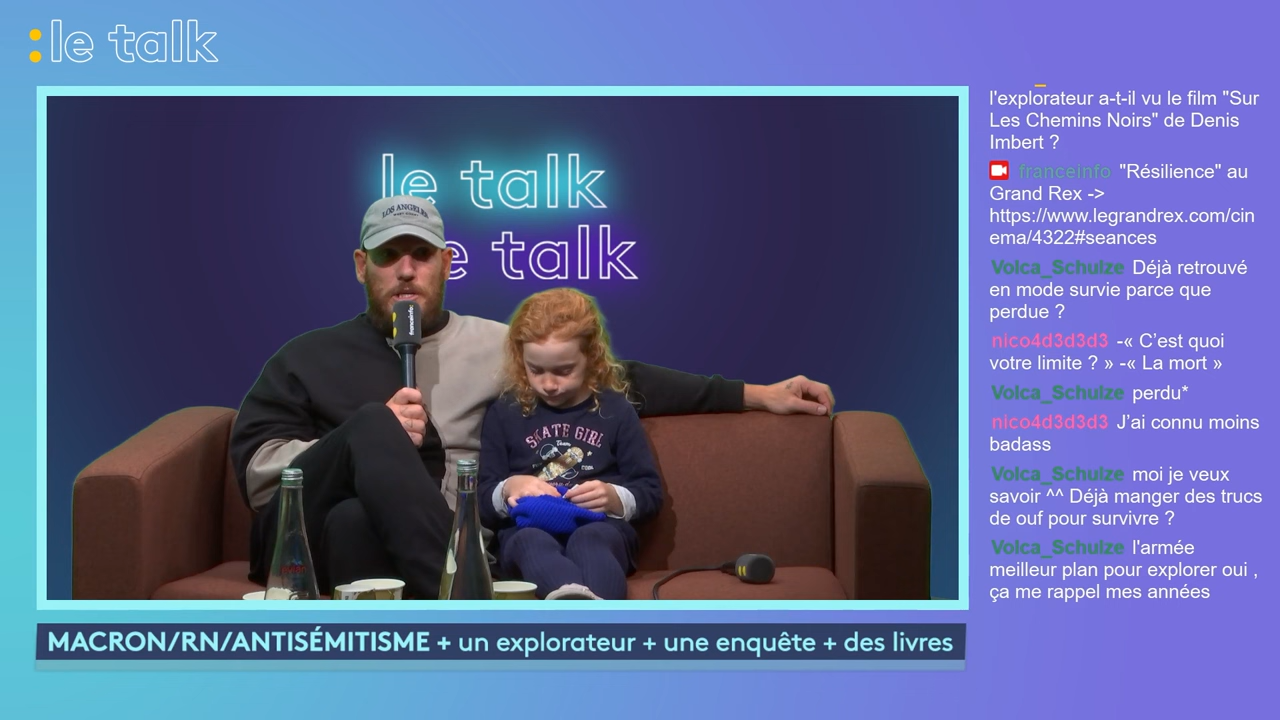 :le talk
le talk
e talk
LOS ANGELES
franceinfo:
SKATE GIRL
Team
MACRON/RN/ANTISÉMITISME + un explorateur + une enquête + des livres
l'explorateur a-t-il vu le film "Sur
Les Chemins Noirs" de Denis
Imbert ?
franceinfo "Résilience" au
Grand Rex ->
https://www.legrandrex.com/cin
ema/4322#seances
Volca_Schulze Déjà retrouvé
en mode survie parce que
perdue ?
nico4d3d3d3 -« C’est quoi
votre limite ? » -« La mort »
Volca_Schulze perdu*
nico4d3d3d3 J’ai connu moins
badass
Volca_Schulze moi je veux
savoir ^^ Déjà manger des trucs
de ouf pour survivre ?
Volca_Schulze l'armée
meilleur plan pour explorer oui ,
ça me rappel mes années